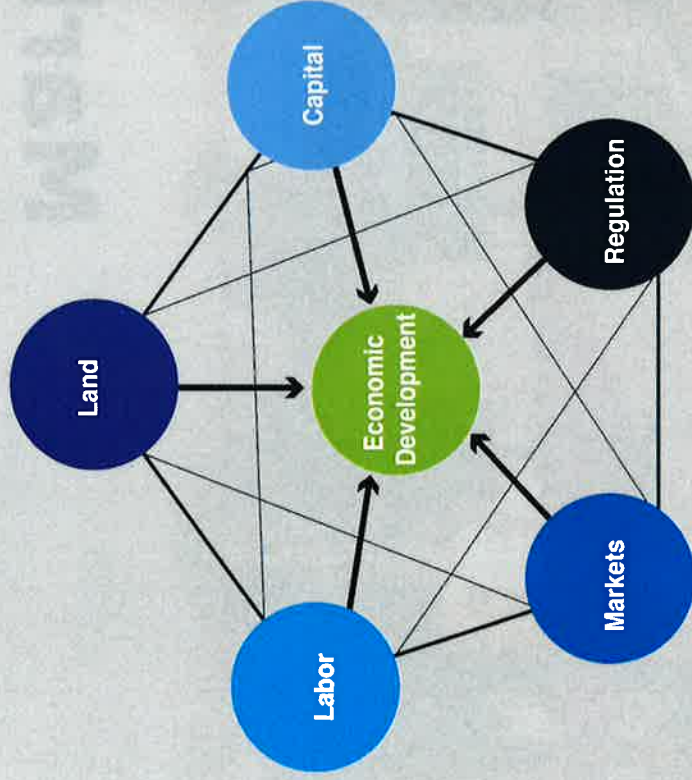 Land
Labor
Capital
Economic
Development
Markets
Regulation